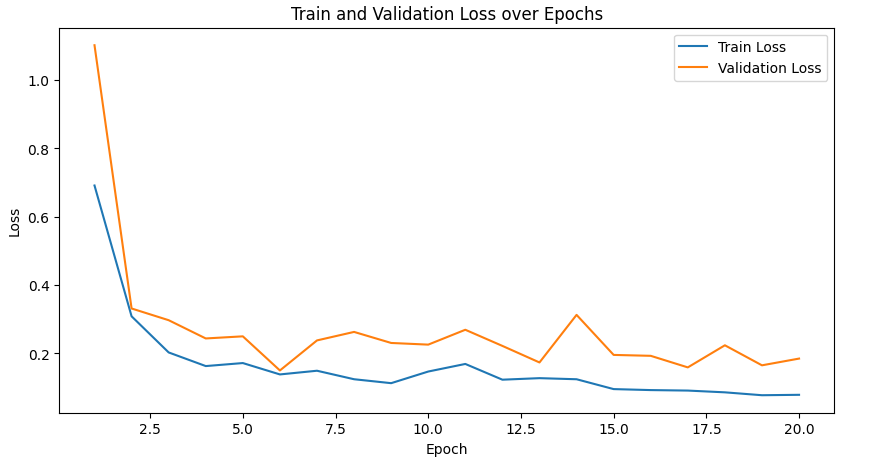 Train and Validation Loss over Epochs
Train Loss
Validation Loss
1.0
0.8
0.6
0.4
0.2
Loss
2.5 5.0 7.5 10.0 12.5 15.0 17.5 20.0
Epoch